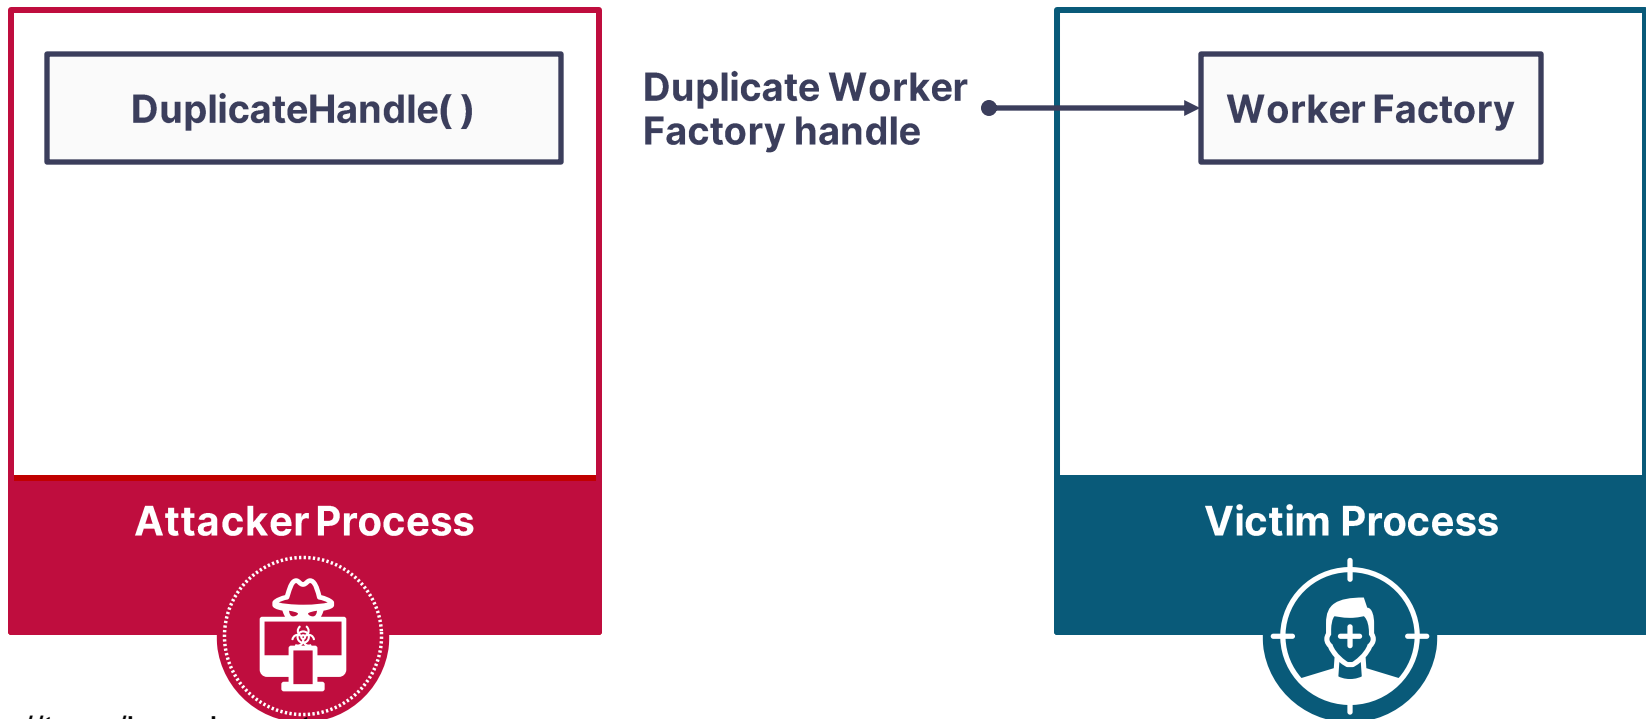 DuplicateHandle( )
Duplicate Worker
Factory handle
Worker Factory
Attacker Process
Victim Process